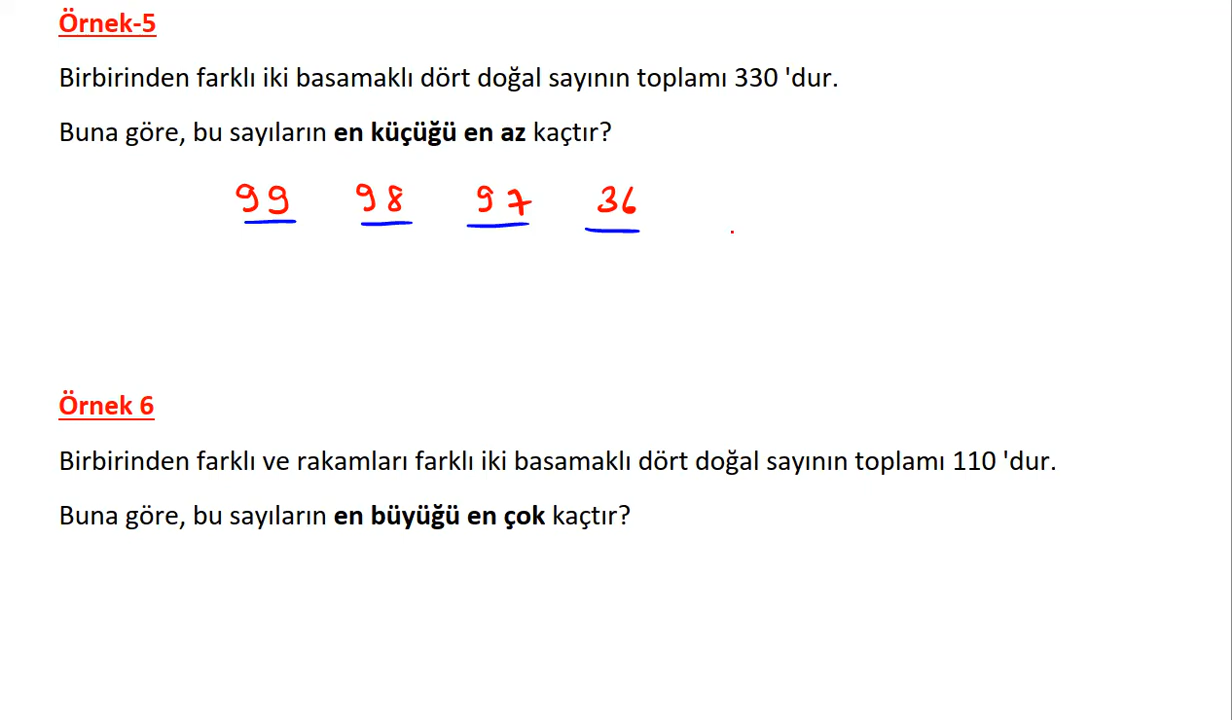 Örnek-5
Birbirinden farklı iki basamaklı dört doğal sayının toplamı 330 'dur.
Buna göre, bu sayıların en küçüğü en az kaçtır?
99 98 97 36
Örnek 6
Birbirinden farklı ve rakamları farklı iki basamaklı dört doğal sayının toplamı 110 'dur.
Buna göre, bu sayıların en büyüğü en çok kaçtır?